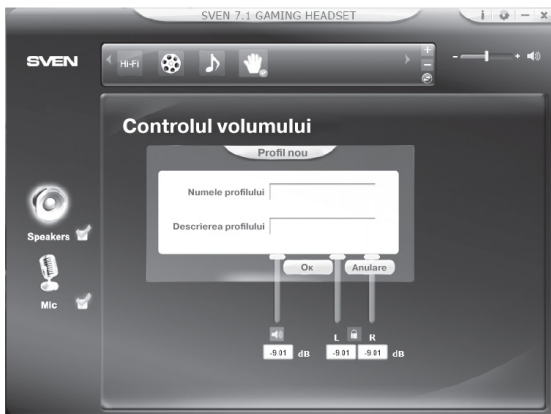 SVEN 7.1 GAMING HEADSET
i
- x
SVEN
Hi-Fi
+
-
- +
Controlul volumului
Profil nou
Numele profilului
Descrierea profilului
Ок Anulare
Speakers
Mic
L R
-9.01 dB -9.01 -9.01 dB